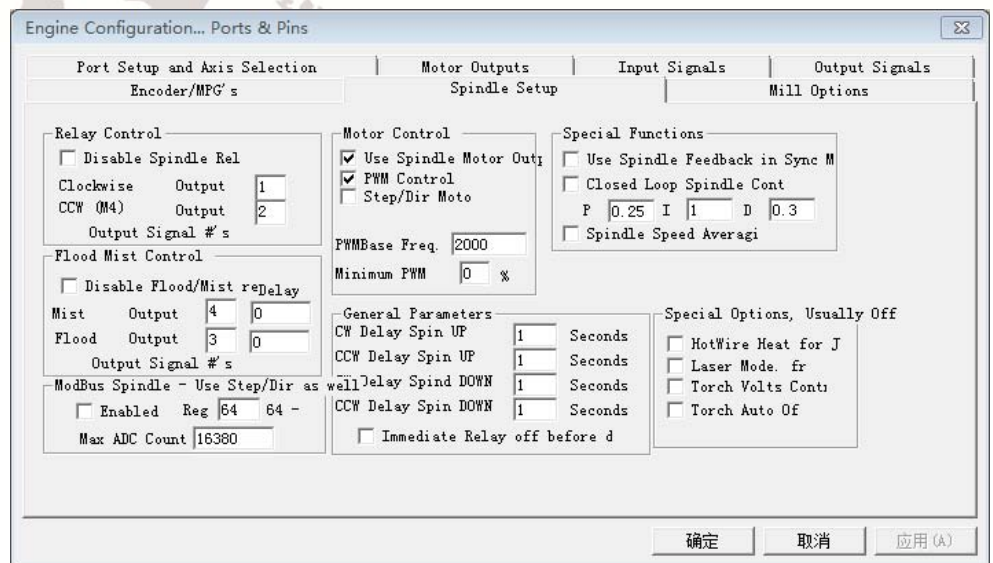 Engine Configuration... Ports & Pins
Port Setup and Axis Selection
Motor Outputs
Input Signals
Output Signals
Encoder/MPG's
Spindle Setup
Mill Options
Relay Control
Disable Spindle Rel
Clockwise Output 1
CCW (M4) Output 2
Output Signal #'s
Flood Mist Control
Disable Flood/Mist re
Delay
Mist Output 4 0
Flood Output 3 0
Output Signal #'s
ModBus Spindle - Use Step/Dir as well
Enabled Reg 64 64 -
Max ADC Count 16380
Motor Control
Use Spindle Motor Outp
PWM Control
Step/Dir Moto
PWMBase Freq. 2000
Minimum PWM 0 %
General Parameters
CW Delay Spin UP 1 Seconds
CCW Delay Spin UP 1 Seconds
Delay Spind DOWN 1 Seconds
CCW Delay Spin DOWN 1 Seconds
Immediate Relay off before d
Special Functions
Use Spindle Feedback in Sync M
Closed Loop Spindle Cont
P 0.25 I 1 D 0.3
Spindle Speed Averagi
Special Options, Usually Off
HotWire Heat for J
Laser Mode. fr
Torch Volts Cont
Torch Auto Of
确定
取消
应用(A)